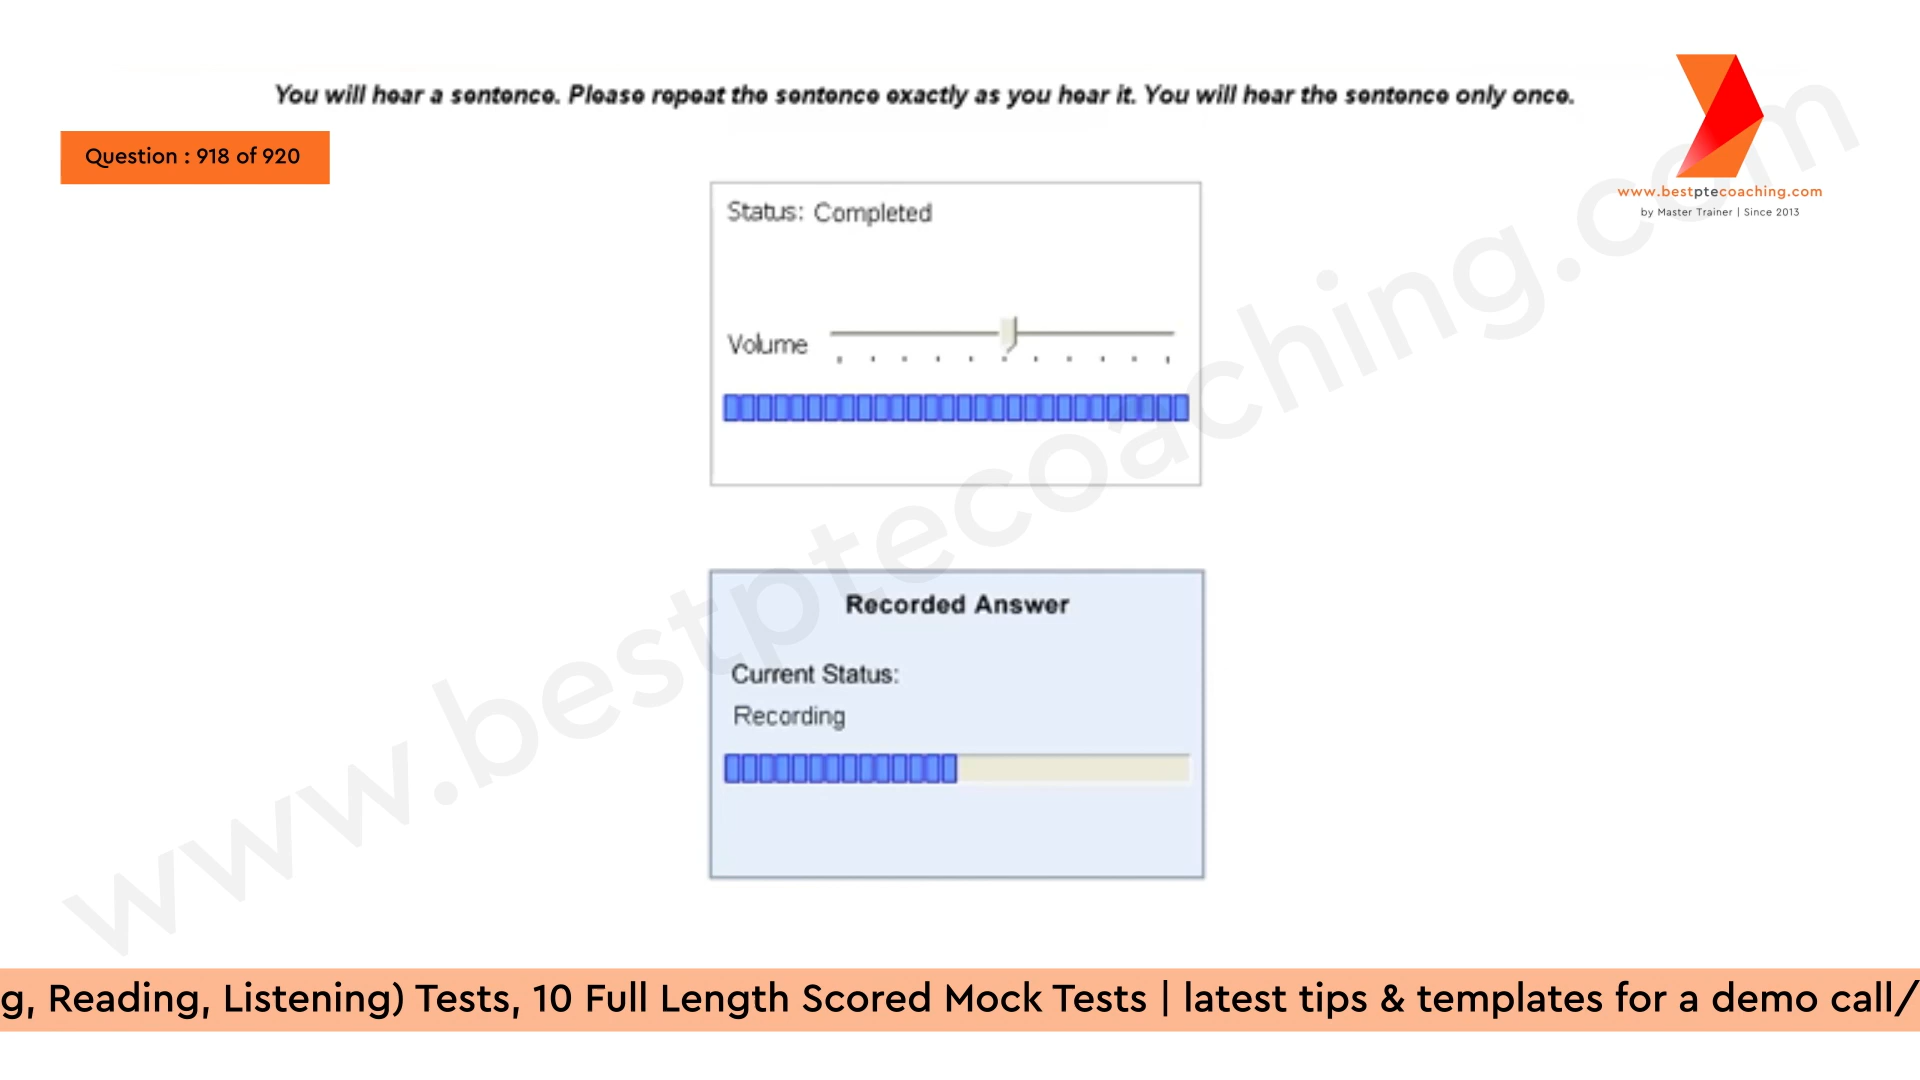 You will hear a sentence. Please repeat the sentence exactly as you hear it. You will hear the sentence only once.
Question : 918 of 920
www.bestptecoaching.com
by Master Trainer | Since 2013
Status: Completed
Volume
www.bestptecoaching.com
Recorded Answer
Current Status:
Recording
g, Reading, Listening) Tests, 10 Full Length Scored Mock Tests | latest tips & templates for a demo call/